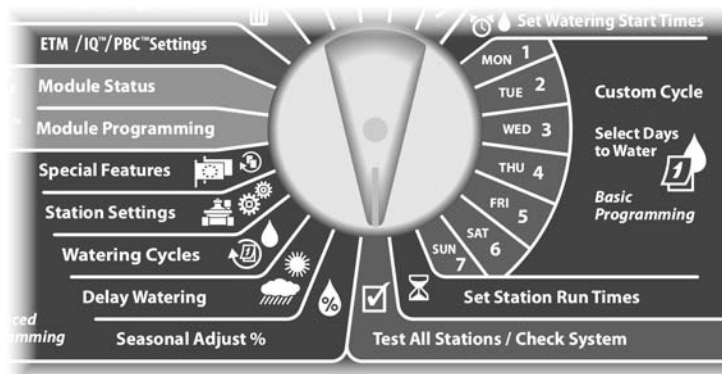 ETM /IQ™/PBC™Settings
Module Status
Module Programming
Special Features
Station Settings
Watering Cycles
Delay Watering
Seasonal Adjust %
%
Set Watering Start Times
MON 1
TUE 2
WED 3
THU 4
FRI 5
SAT 6
SUN 7
Custom Cycle
Select Days
to Water
1
Basic
Programming
Set Station Run Times
Test All Stations / Check System